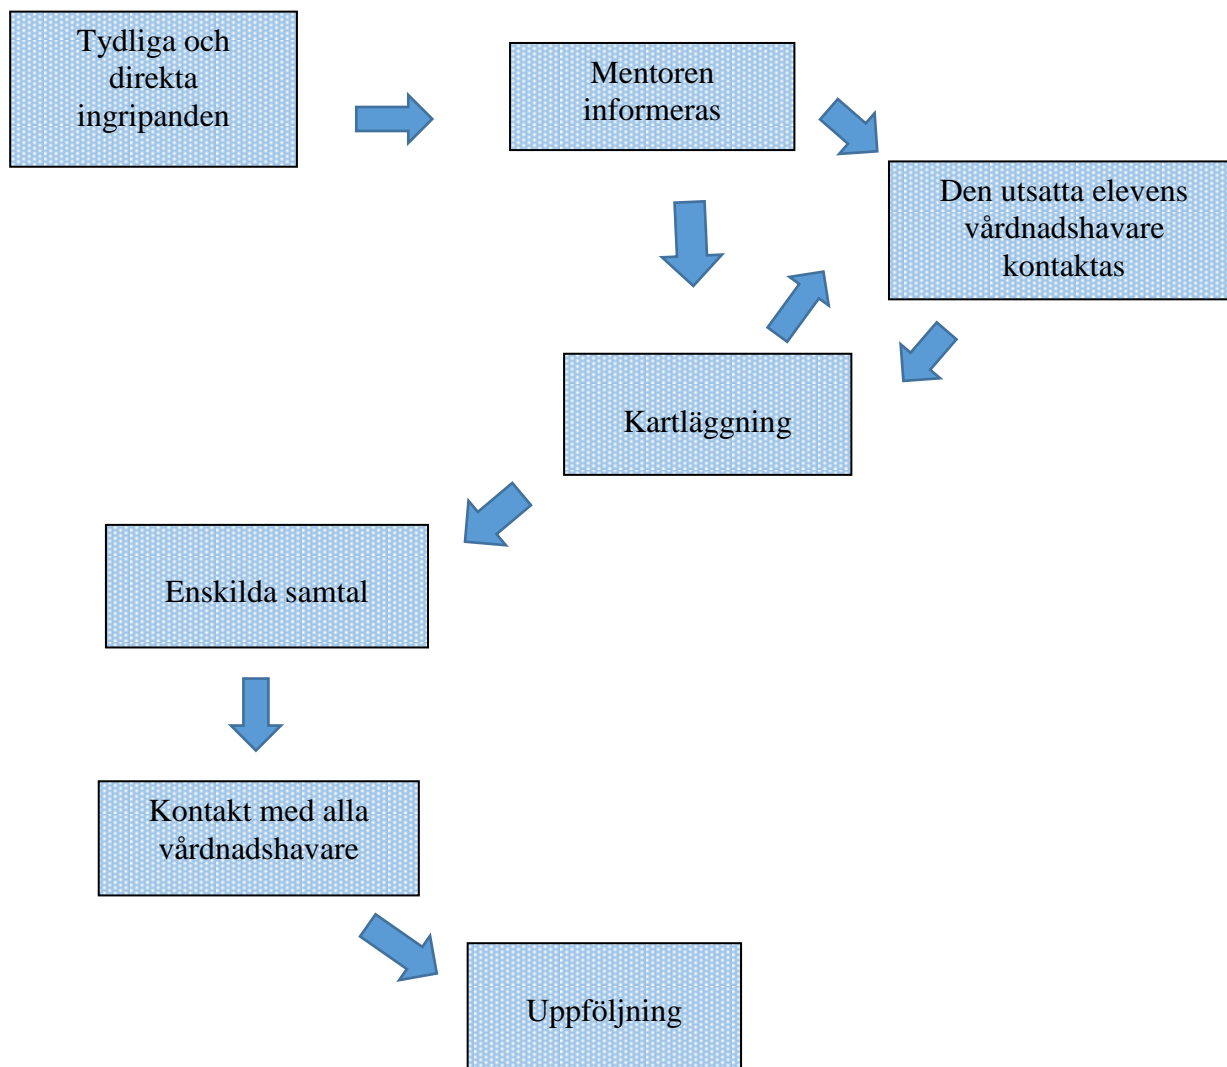 Tydliga och
direkta
ingripanden
Mentoren
informeras
Den utsatta elevens
vårdnadshavare
kontaktas
Kartläggning
Enskilda samtal
Kontakt med alla
vårdnadshavare
Uppföljning